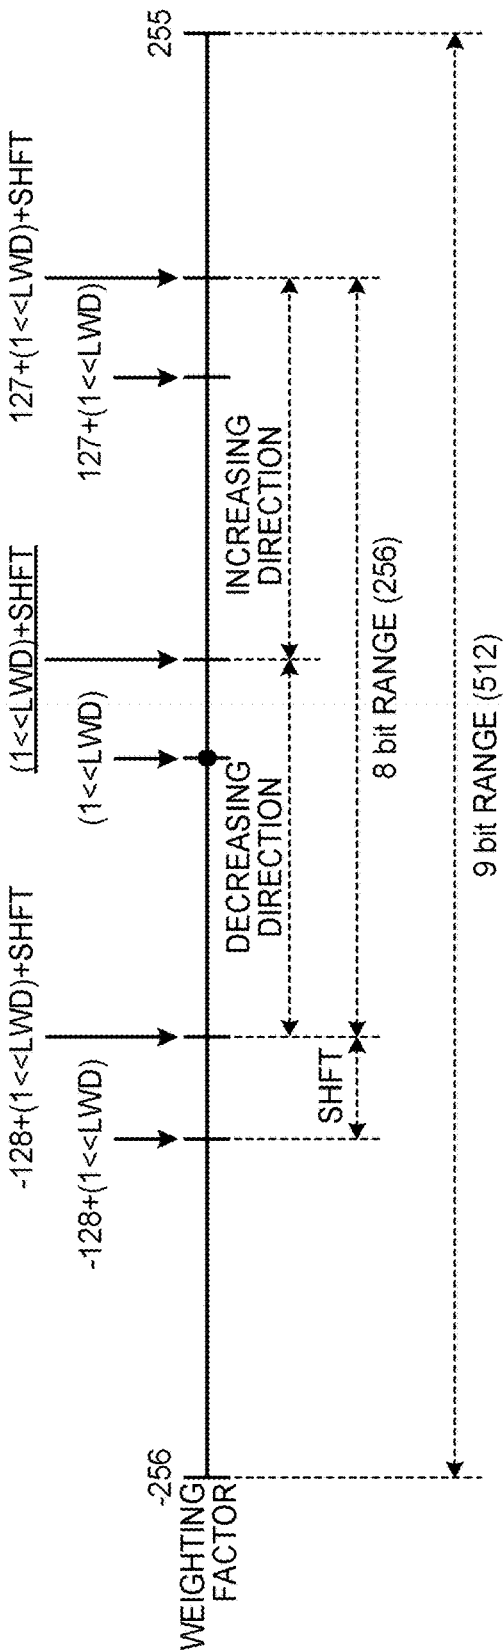 -128+(1<<LWD)+SHFT
(1<<LWD)+SHFT
127+(1<<LWD)+SHFT
-128+(1<<LWD)
(1<<LWD)
127+(1<<LWD)
-256
255
WEIGHTING
FACTOR
DECREASING
DIRECTION
INCREASING
DIRECTION
SHFT
8 bit RANGE (256)
9 bit RANGE (512)